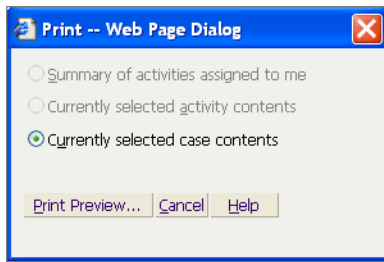 Print -- Web Page Dialog
Summary of activities assigned to me
Currently selected activity contents
Currently selected case contents
Print Preview... Cancel Help